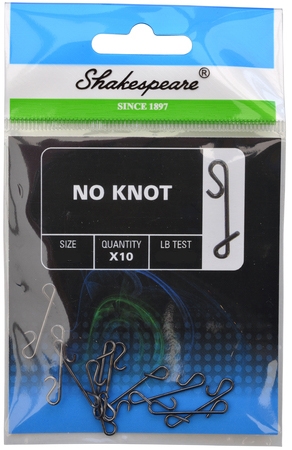 Shakespeare®
SINCE 1897
NO KNOT
SIZE QUANTITY LB TEST
X10